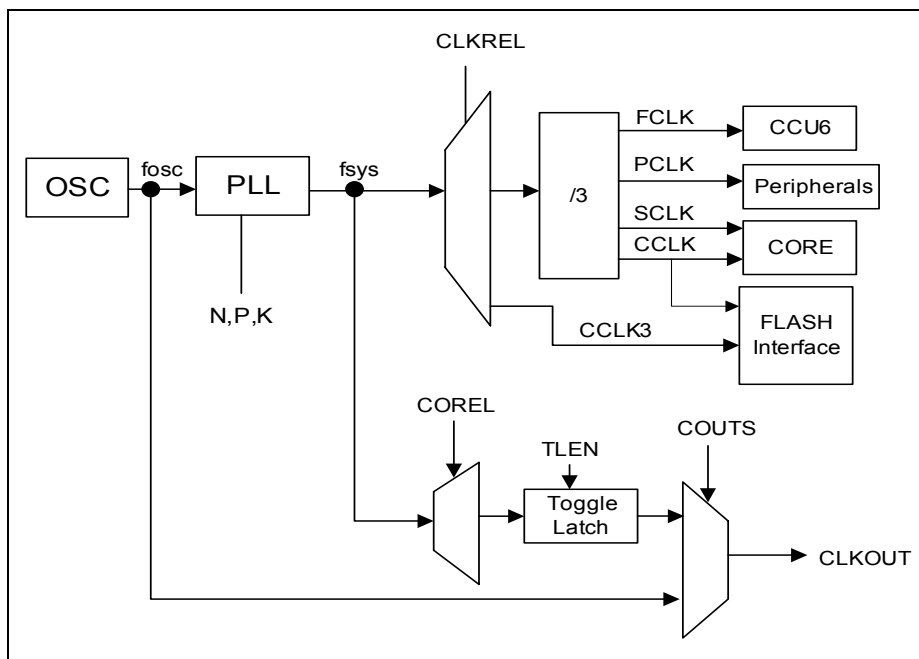 CLKREL
FCLK
CCU6
OSC
fosc
PLL
fsys
/3
PCLK
Peripherals
SCLK
CCLK
CORE
N,P,K
CCLK3
FLASH
Interface
COREL
TLEN
COUTS
Toggle
Latch
CLKOUT